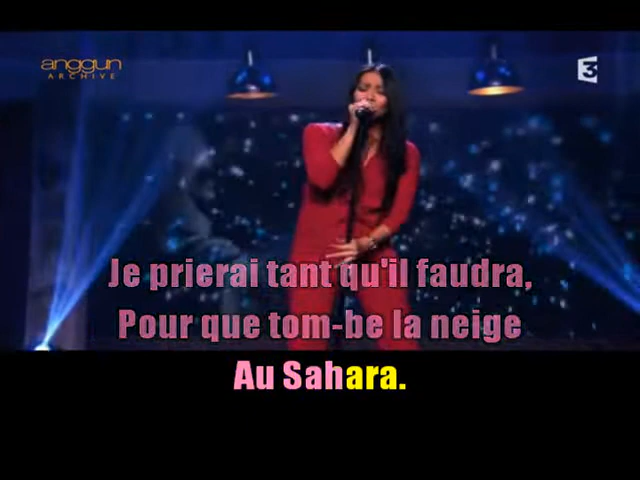 anggun
ARCHIVE
3
Je prierai tant qu'il faudra,
Pour que tom-be la neige
Au Sahara.